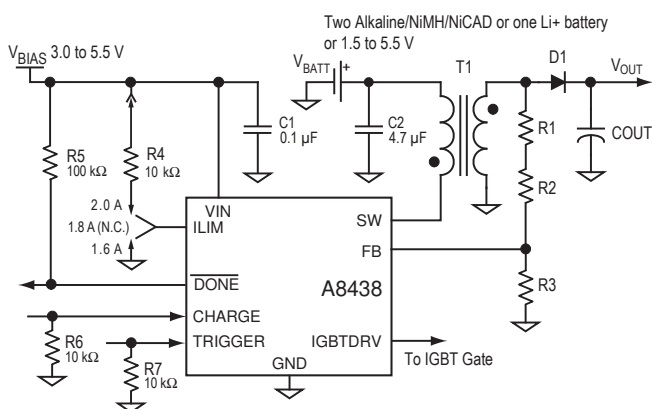 Two Alkaline/NiMH/NiCAD or one Li+ battery
or 1.5 to 5.5 V
VBIAS 3.0 to 5.5 V
VBATT
+
T1
D1
VOUT
C1
0.1 µF
C2
4.7 µF
R1
COUT
R5
100 kΩ
R4
10 kΩ
R2
2.0 A
1.8 A (N.C.)
1.6 A
VIN
ILIM
SW
FB
DONE
A8438
R3
CHARGE
TRIGGER
IGBTDRV
To IGBT Gate
R6
10 kΩ
R7
10 kΩ
GND